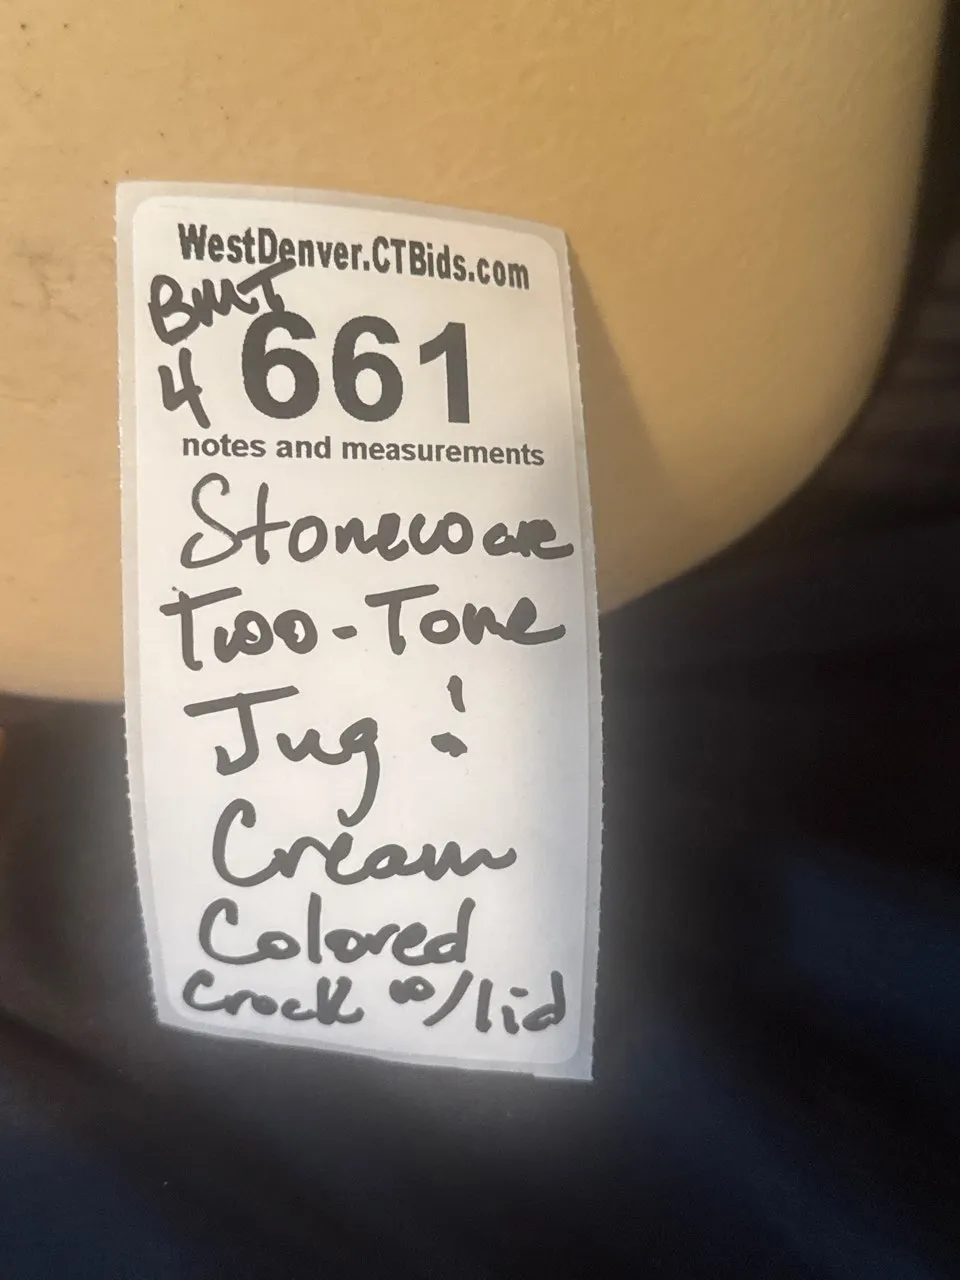 WestDenver.CTBids.com
BMT
4 661
notes and measurements
Stoneware
Two-Tone
Jug &
Cream
Colored
Crock w/lid